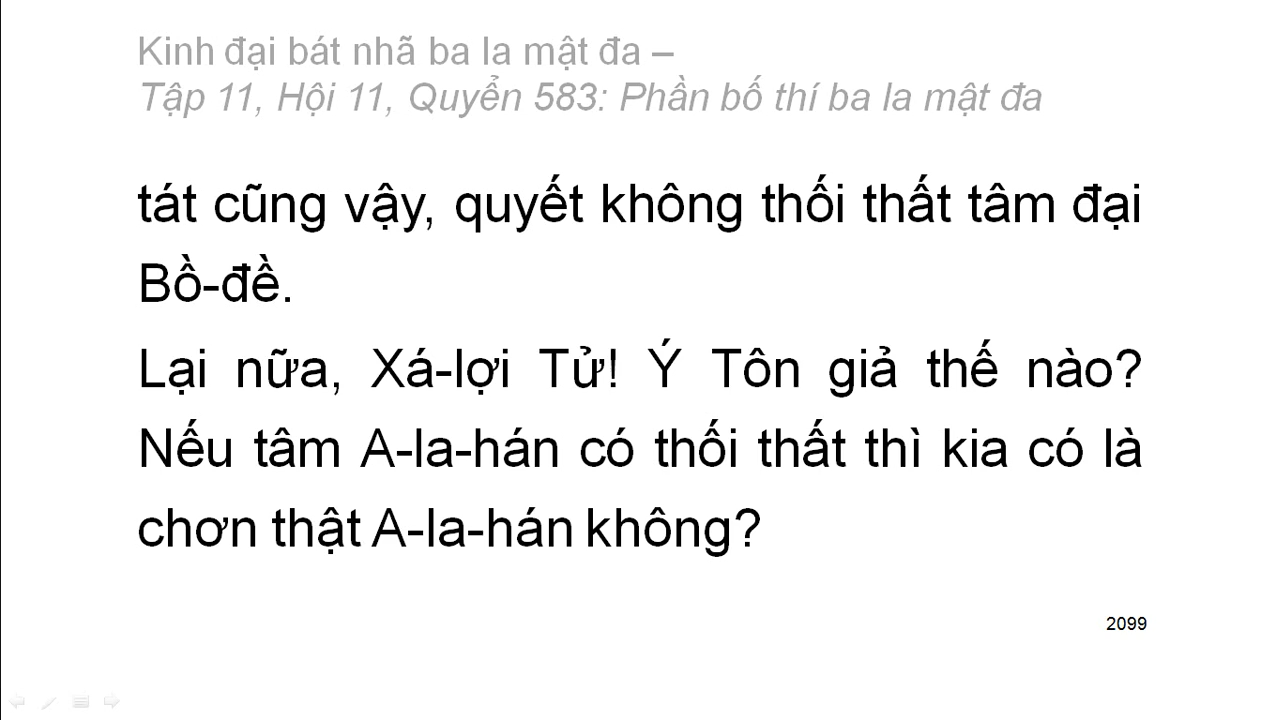 Kinh đại bát nhã ba la mật đa –
Tập 11, Hội 11, Quyển 583: Phần bố thí ba la mật đa
tát cũng vậy, quyết không thối thất tâm đại
Bồ-đề.
Lại nữa, Xá-lợi Tử! Ý Tôn giả thế nào?
Nếu tâm A-la-hán có thối thất thì kia có là
chơn thật A-la-hán không?
2099